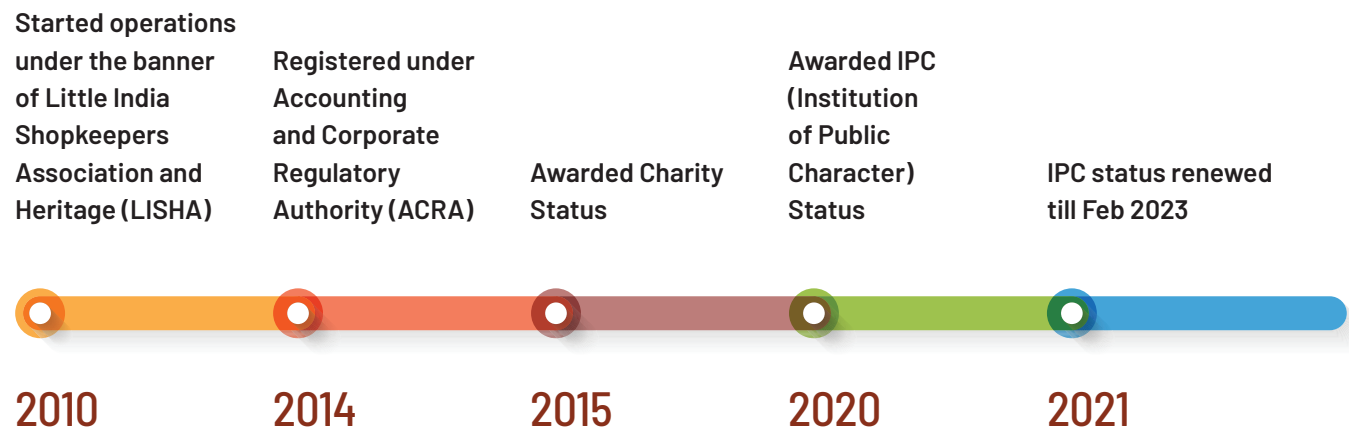 Started operations
under the banner
of Little India
Shopkeepers
Association and
Heritage (LISHA)
Registered under
Accounting
and Corporate
Regulatory
Authority (ACRA)
Awarded Charity
Status
Awarded IPC
(Institution
of Public
Character)
Status
IPC status renewed
till Feb 2023
2010
2014
2015
2020
2021